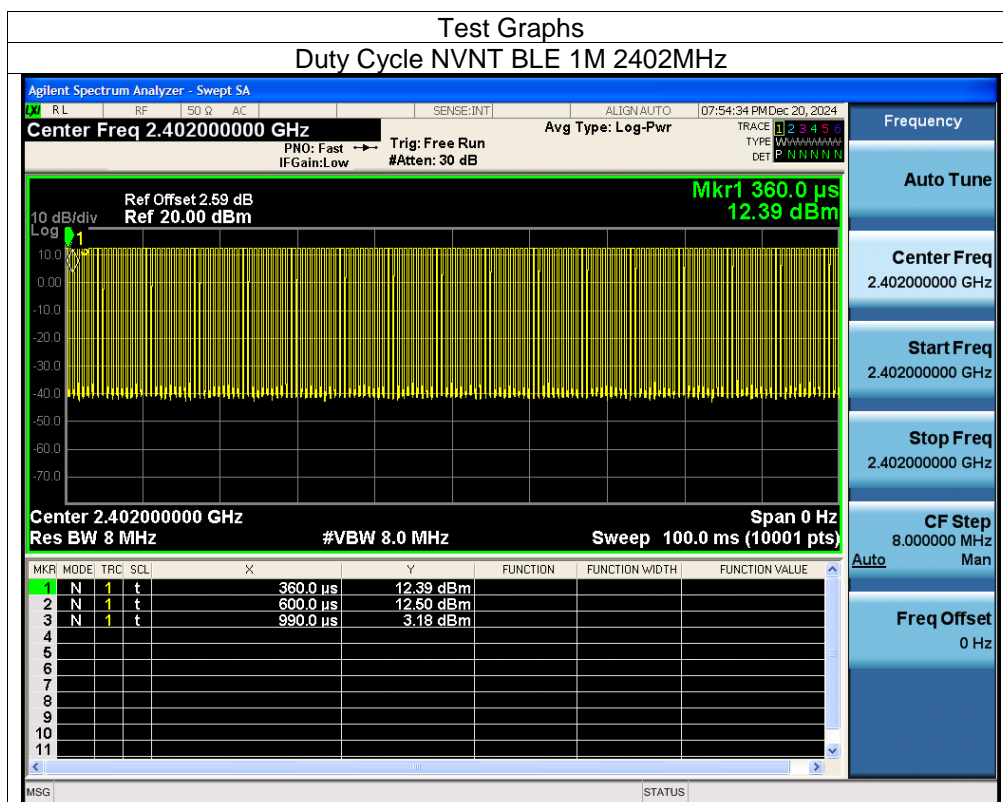 Test Graphs
Duty Cycle NVNT BLE 1M 2402MHz
Agilent Spectrum Analyzer - Swept SA
LXI RL RF 50 Ω AC SENSE:INT ALIGNAUTO 07:54:34 PM Dec 20, 2024
Center Freq 2.402000000 GHz Avg Type: Log-Pwr TRACE 1 2 3 4 5 6
PNO: Fast Trig: Free Run TYPE WWWWWW
IFGain:Low #Atten: 30 dB DET P N N N N N
Mkr1 360.0 µs
12.39 dBm
Ref Offset 2.59 dB
10 dB/div Ref 20.00 dBm
Log
1
10.0
0.00
-10.0
-20.0
-30.0
-40.0
-50.0
-60.0
-70.0
Center 2.402000000 GHz Span 0 Hz
Res BW 8 MHz #VBW 8.0 MHz Sweep 100.0 ms (10001 pts)
MKR MODE TRC SCL X Y FUNCTION FUNCTION WIDTH FUNCTION VALUE
1 N 1 t 360.0 µs 12.39 dBm
2 N 1 t 600.0 µs 12.50 dBm
3 N 1 t 990.0 µs 3.18 dBm
4
5
6
7
8
9
10
11
MSG STATUS
Frequency
Auto Tune
Center Freq
2.402000000 GHz
Start Freq
2.402000000 GHz
Stop Freq
2.402000000 GHz
CF Step
8.000000 MHz
Auto Man
Freq Offset
0 Hz